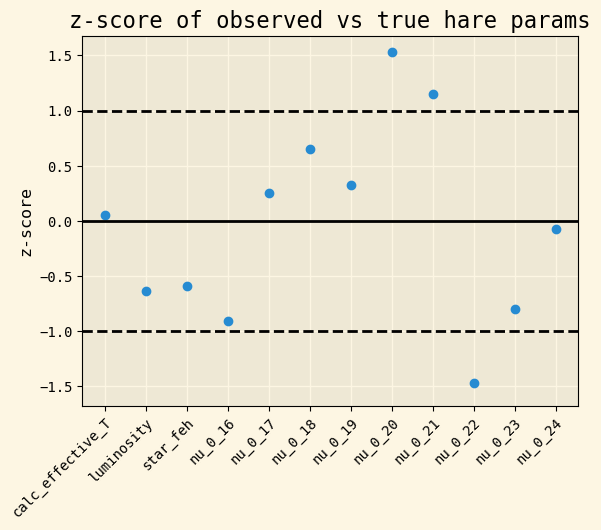 z-score of observed vs true hare params
z-score
1.5
1.0
0.5
0.0
−0.5
−1.0
−1.5
calc_effective_T
luminosity
star_feh
nu_0_16
nu_0_17
nu_0_18
nu_0_19
nu_0_20
nu_0_21
nu_0_22
nu_0_23
nu_0_24